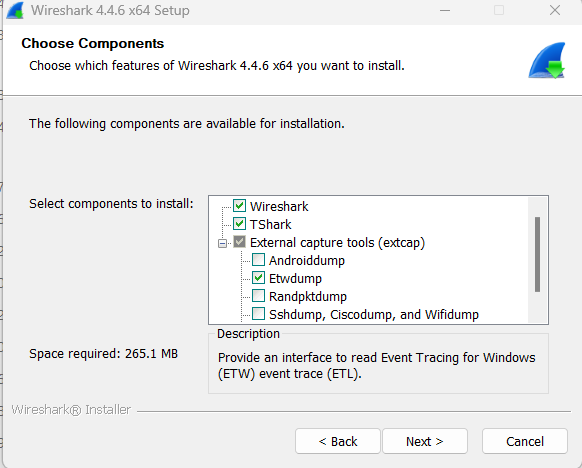 Wireshark 4.4.6 x64 Setup
Choose Components
Choose which features of Wireshark 4.4.6 x64 you want to install.
The following components are available for installation.
Select components to install:
Wireshark
TShark
External capture tools (extcap)
Androiddump
Etwdump
Randpktdump
Sshdump, Ciscodump, and Wifidump
Space required: 265.1 MB
Description
Provide an interface to read Event Tracing for Windows
(ETW) event trace (ETL).
Wireshark® Installer
< Back
Next >
Cancel